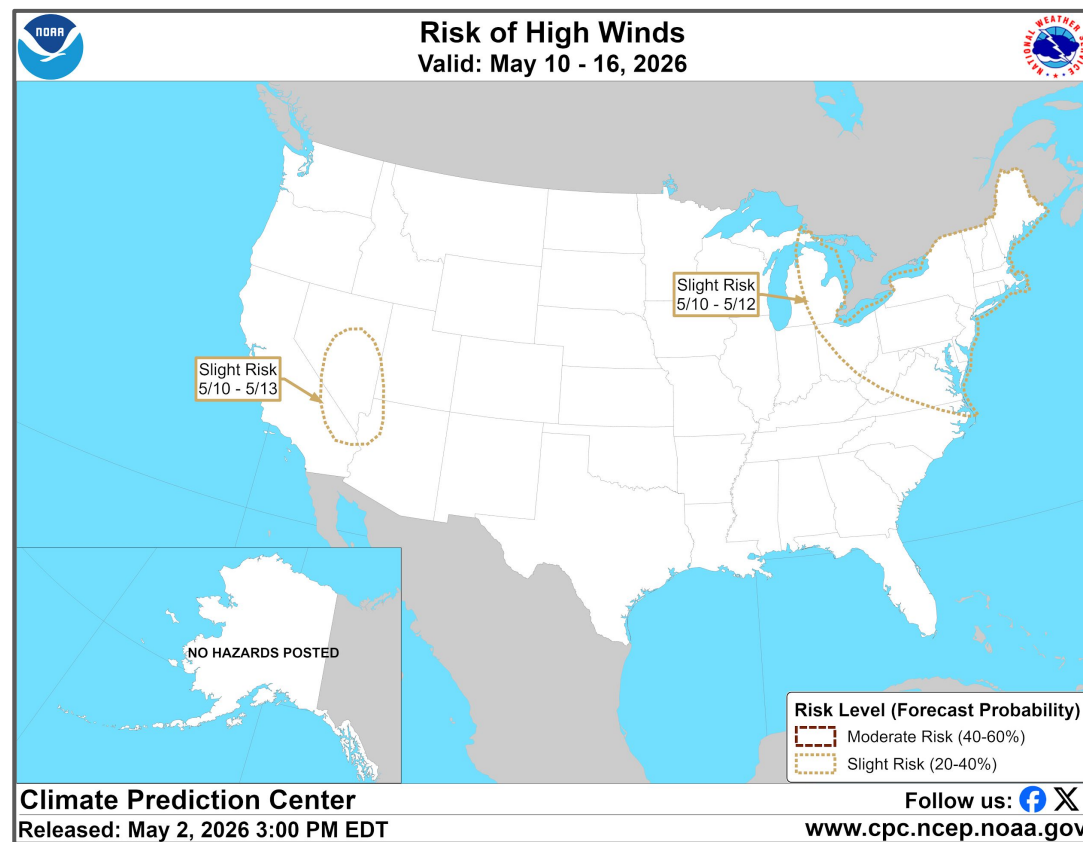 NOAA
Risk of High Winds
Valid: May 10 - 16, 2026
NATIONAL WEATHER SERVICE
Slight Risk
5/10 - 5/12
Slight Risk
5/10 - 5/13
NO HAZARDS POSTED
Risk Level (Forecast Probability)
Moderate Risk (40-60%)
Slight Risk (20-40%)
Climate Prediction Center
Follow us:
Released: May 2, 2026 3:00 PM EDT
www.cpc.ncep.noaa.gov